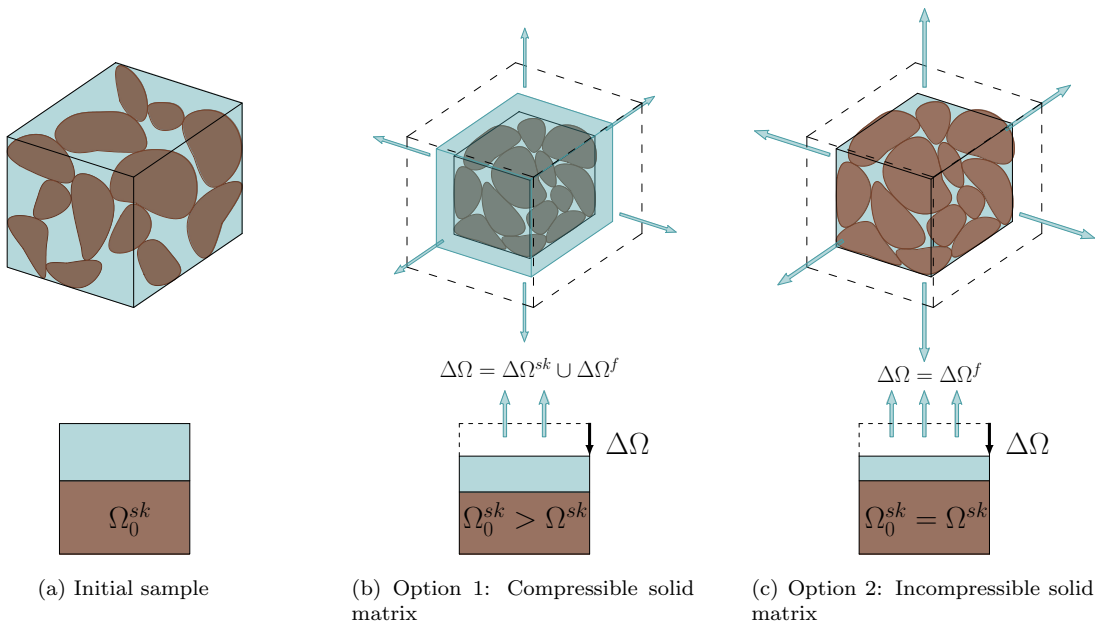 ΔΩ = ΔΩ^{sk} ∪ ΔΩ^{f}
ΔΩ = ΔΩ^{f}
ΔΩ
ΔΩ
Ω_0^{sk}
Ω_0^{sk} > Ω^{sk}
Ω_0^{sk} = Ω^{sk}
(a) Initial sample
(b) Option 1: Compressible solid
matrix
(c) Option 2: Incompressible solid
matrix